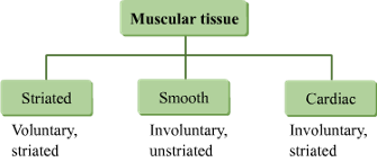 Muscular tissue
Striated
Smooth
Cardiac
Voluntary,
striated
Involuntary,
unstriated
Involuntary,
striated